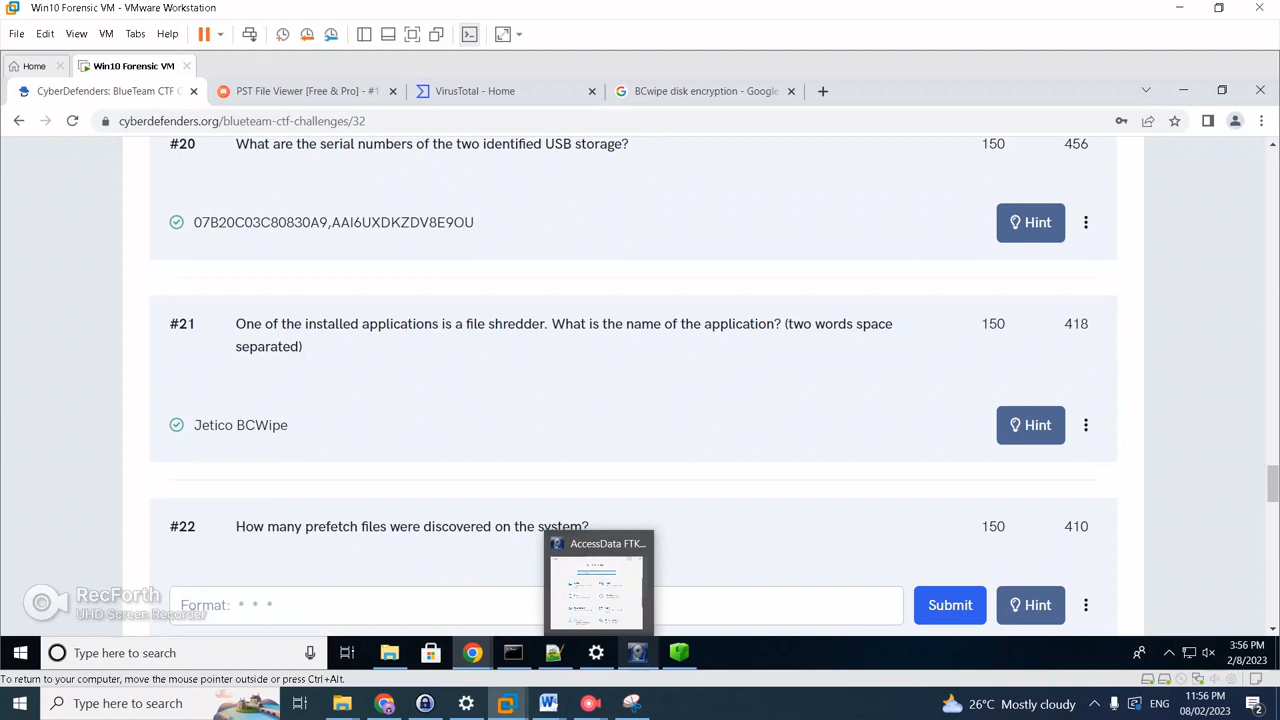 Win10 Forensic VM - VMware Workstation
File Edit View VM Tabs Help
Home Win10 Forensic VM
CyberDefenders: BlueTeam CTF C PST File Viewer [Free & Pro] - #1 VirusTotal - Home BCwipe disk encryption - Google
cyberdefenders.org/blueteam-ctf-challenges/32
#20 What are the serial numbers of the two identified USB storage? 150 456
07B20C03C80830A9,AAI6UXDKZDV8E9OU Hint
#21 One of the installed applications is a file shredder. What is the name of the application? (two words space 150 418
separated)
Jetico BCWipe Hint
#22 How many prefetch files were discovered on the system? 150 410
AccessData FTK...
RecForth
UHD Screen Recorder
Format: * * * Submit Hint
Type here to search 3:56 PM
2/8/2023
To return to your computer, move the mouse pointer outside or press Ctrl+Alt.
Type here to search 26°C Mostly cloudy ENG 11:56 PM
08/02/2023 2